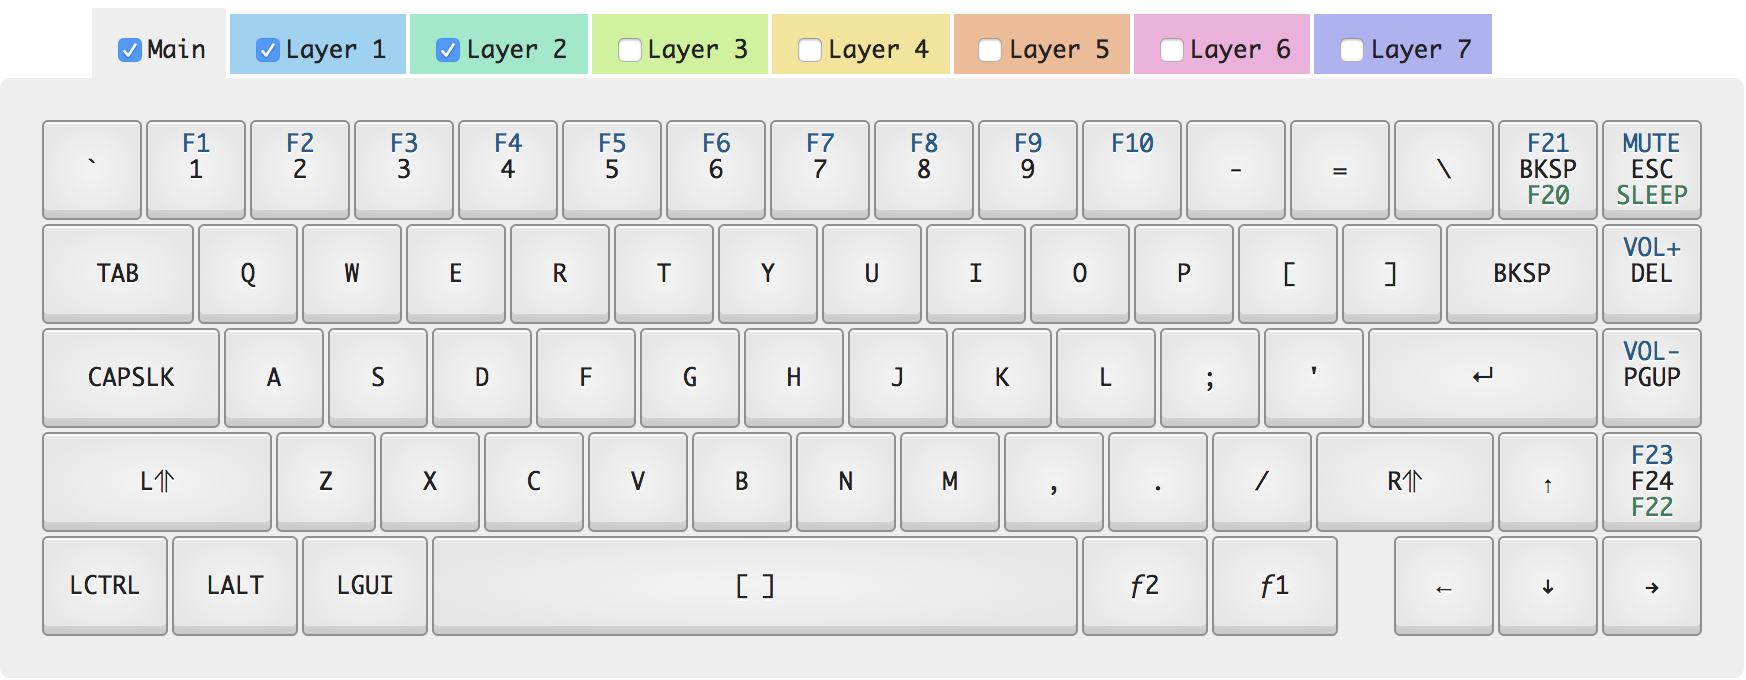 Main Layer 1 Layer 2 Layer 3 Layer 4 Layer 5 Layer 6 Layer 7
F1 F2 F3 F4 F5 F6 F7 F8 F9 F10 F21 MUTE
` 1 2 3 4 5 6 7 8 9 - = \ BKSP ESC
F20 SLEEP
VOL+
TAB Q W E R T Y U I O P [ ] BKSP DEL
VOL-
CAPSLK A S D F G H J K L ; ' ↵ PGUP
F23
L⇑ Z X C V B N M , . / R⇑ ↑ F24
F22
LCTRL LALT LGUI [ ] ƒ2 ƒ1 ← ↓ →